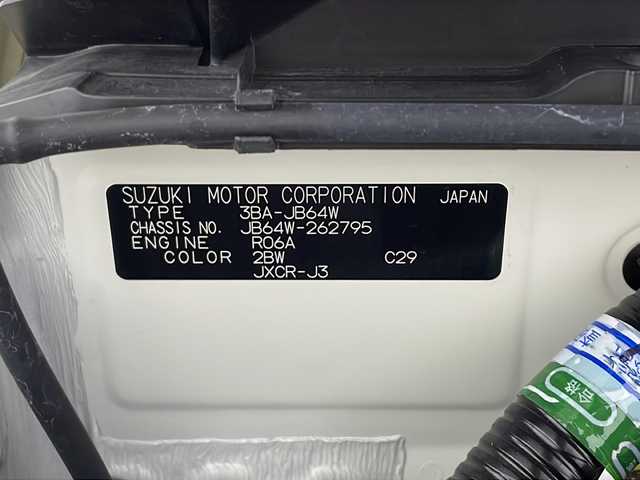 SUZUKI MOTOR CORPORATION JAPAN
TYPE 3BA-JB64W
CHASSIS NO. JB64W-262795
ENGINE R06A
COLOR 2BW C29
JXCR-J3